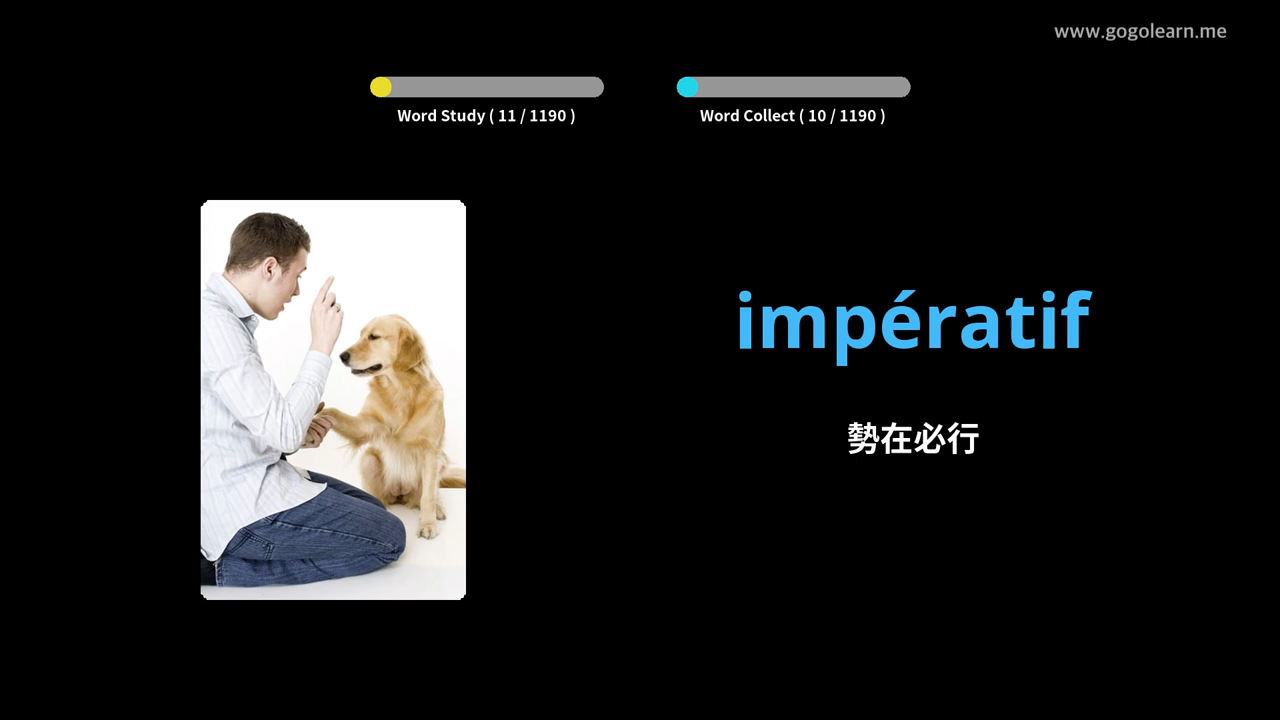 www.gogolearn.me
Word Study ( 11 / 1190 )
Word Collect ( 10 / 1190 )
impératif
勢在必行